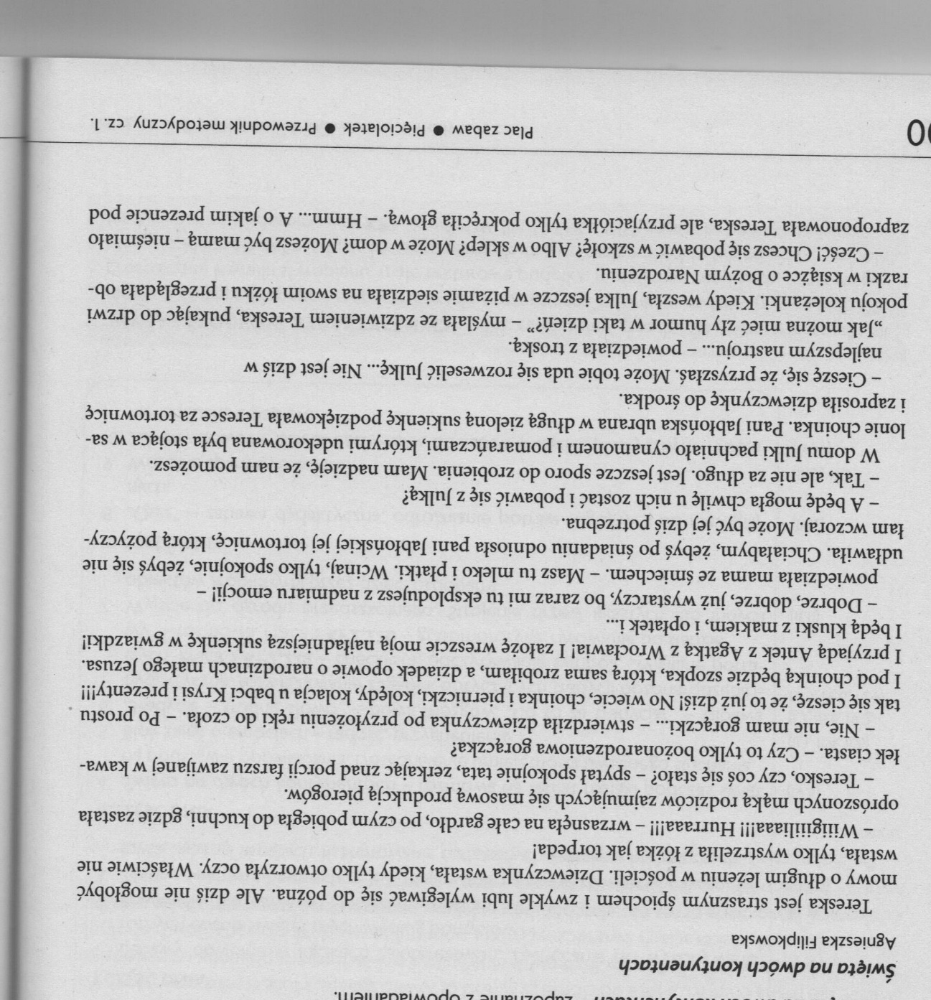 zapoznanie z opowiadaniem.
Święta na dwóch kontynentach
Agnieszka Filipkowska
Tereska jest strasznym śpiochem i zwykle lubi wylegiwać się do późna. Ale dziś nie mogłobyć
mowy o długim leżeniu w pościeli. Dziewczynka wstała, kiedy tylko otworzyła oczy. Właściwie nie
wstała, tylko wystrzeliła z łóżka jak torpeda!
– Wiiigiiiliaaa!!! Hurraaa!!! – wrzasnęła na całe gardło, po czym pobiegła do kuchni, gdzie zastała
oprószonych mąką rodziców zajmujących się masową produkcją pierogów.
– Teresko, czy coś się stało? – spytał spokojnie tata, zerkając znad porcji farszu zawijanej w kawa-
łek ciasta. – Czy to tylko bożonarodzeniowa gorączka?
– Nie, nie mam gorączki... – stwierdziła dziewczynka po przyłożeniu ręki do czoła. – Po prostu
tak się cieszę, że to już dziś! No wiecie, choinka i pierniczki, kolędy, kolacja u babci Krysi i prezenty!!!
I pod choinką będzie szopka, którą sama zrobiłam, a dziadek opowie o narodzinach małego Jezusa.
I przyjadą Antek z Agatką z Wrocławia! I założę wreszcie moją najładniejszą sukienkę w gwiazdki!
I będą kluski z makiem, i opłatek i...
– Dobrze, dobrze, już wystarczy, bo zaraz mi tu eksplodujesz z nadmiaru emocji! –
powiedziała mama ze śmiechem. – Masz tu mleko i płatki. Wcinaj, tylko spokojnie, żebyś się nie
udławiła. Chciałabym, żebyś po śniadaniu odniosła pani Jabłońskiej jej tortownicę, którą pożyczy-
łam wczoraj. Może być jej dziś potrzebna.
– A będę mogła chwilę u nich zostać i pobawić się z Julką?
– Tak, ale nie za długo. Jest jeszcze sporo do zrobienia. Mam nadzieję, że nam pomożesz.
W domu Julki pachniało cynamonem i pomarańczami, którymi udekorowana była stojąca w sa-
lonie choinka. Pani Jabłońska ubrana w długą zieloną sukienkę podziękowała Teresce za tortownicę
i zaprosiła dziewczynkę do środka.
– Cieszę się, że przyszłaś. Może tobie uda się rozweselić Julkę... Nie jest dziś w
najlepszym nastroju... – powiedziała z troską.
„Jak można mieć zły humor w taki dzień?” – myślała ze zdziwieniem Tereska, pukając do drzwi
pokoju koleżanki. Kiedy weszła, Julka jeszcze w piżamie siedziała na swoim łóżku i przeglądała ob-
razki w książce o Bożym Narodzeniu.
– Cześć! Chcesz się pobawić w szkołę? Albo w sklep? Może w dom? Możesz być mamą – nieśmiało
zaproponowała Tereska, ale przyjaciółka tylko pokręciła głową. – Hmm... A o jakim prezencie pod
Plac zabaw ● Pięciolatek ● Przewodnik metodyczny cz. 1.